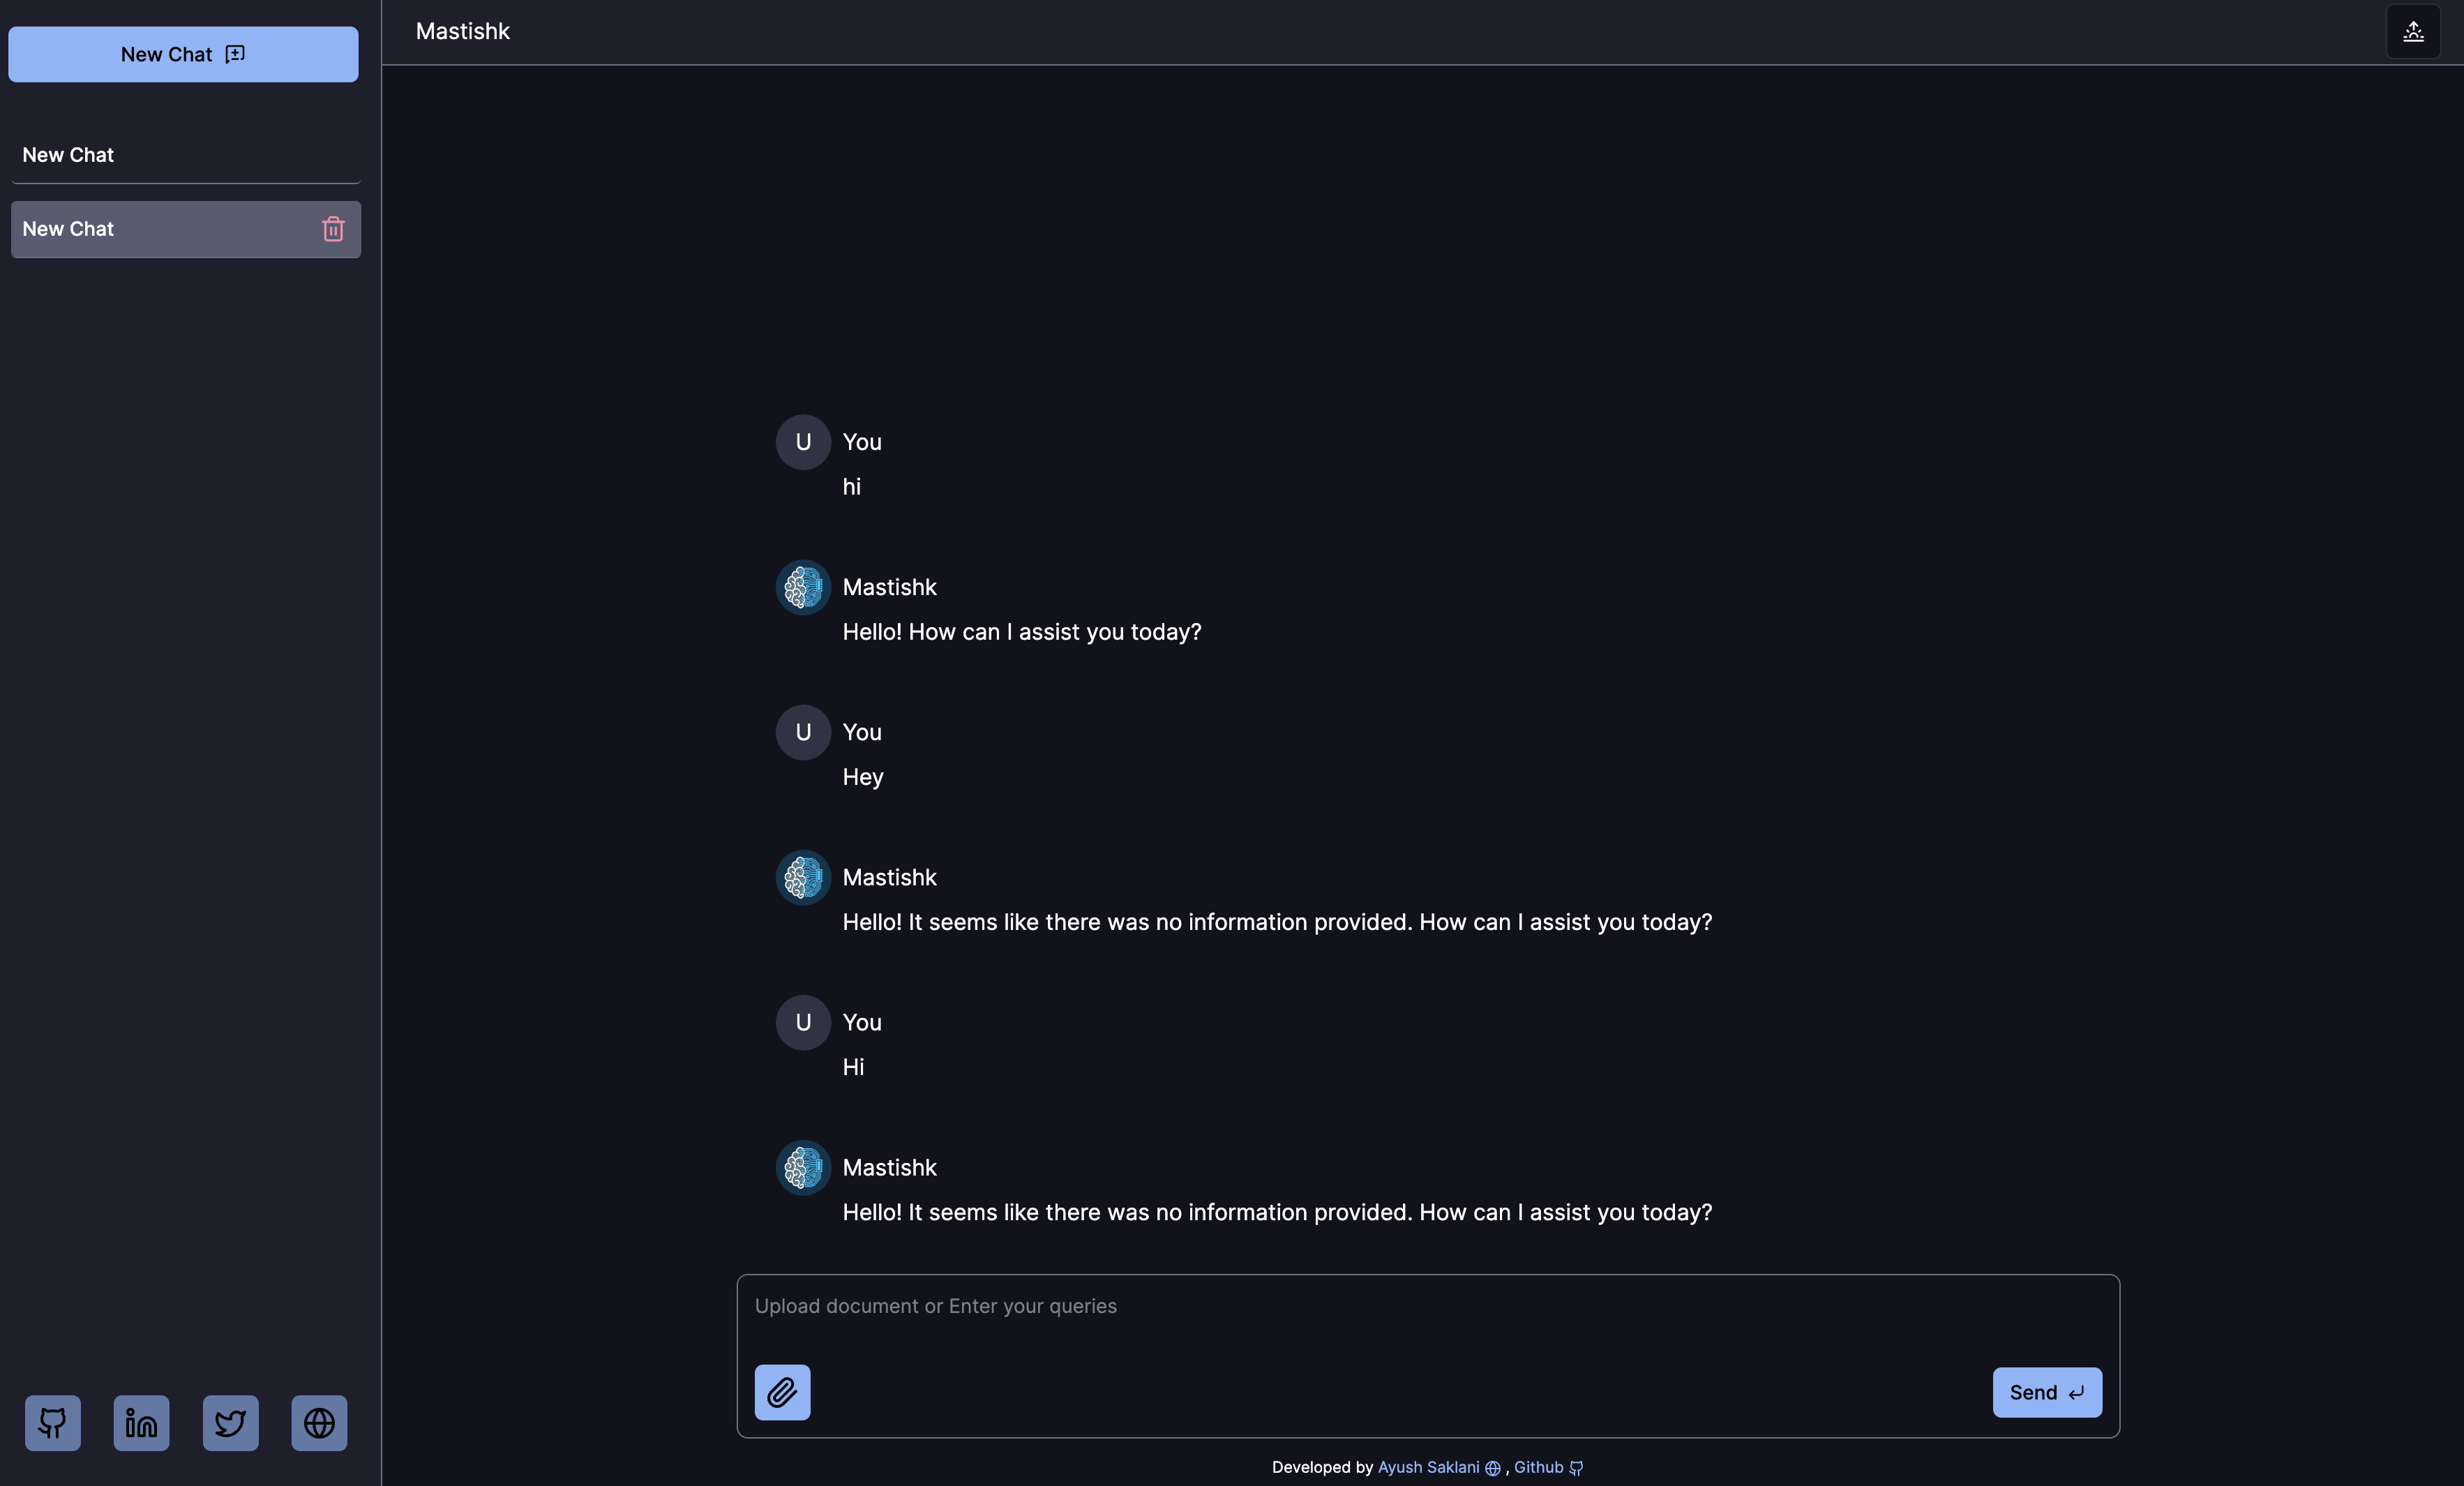 New Chat
New Chat
New Chat
Mastishk
U You
hi
Mastishk
Hello! How can I assist you today?
U You
Hey
Mastishk
Hello! It seems like there was no information provided. How can I assist you today?
U You
Hi
Mastishk
Hello! It seems like there was no information provided. How can I assist you today?
Upload document or Enter your queries
Send
Developed by Ayush Saklani , Github